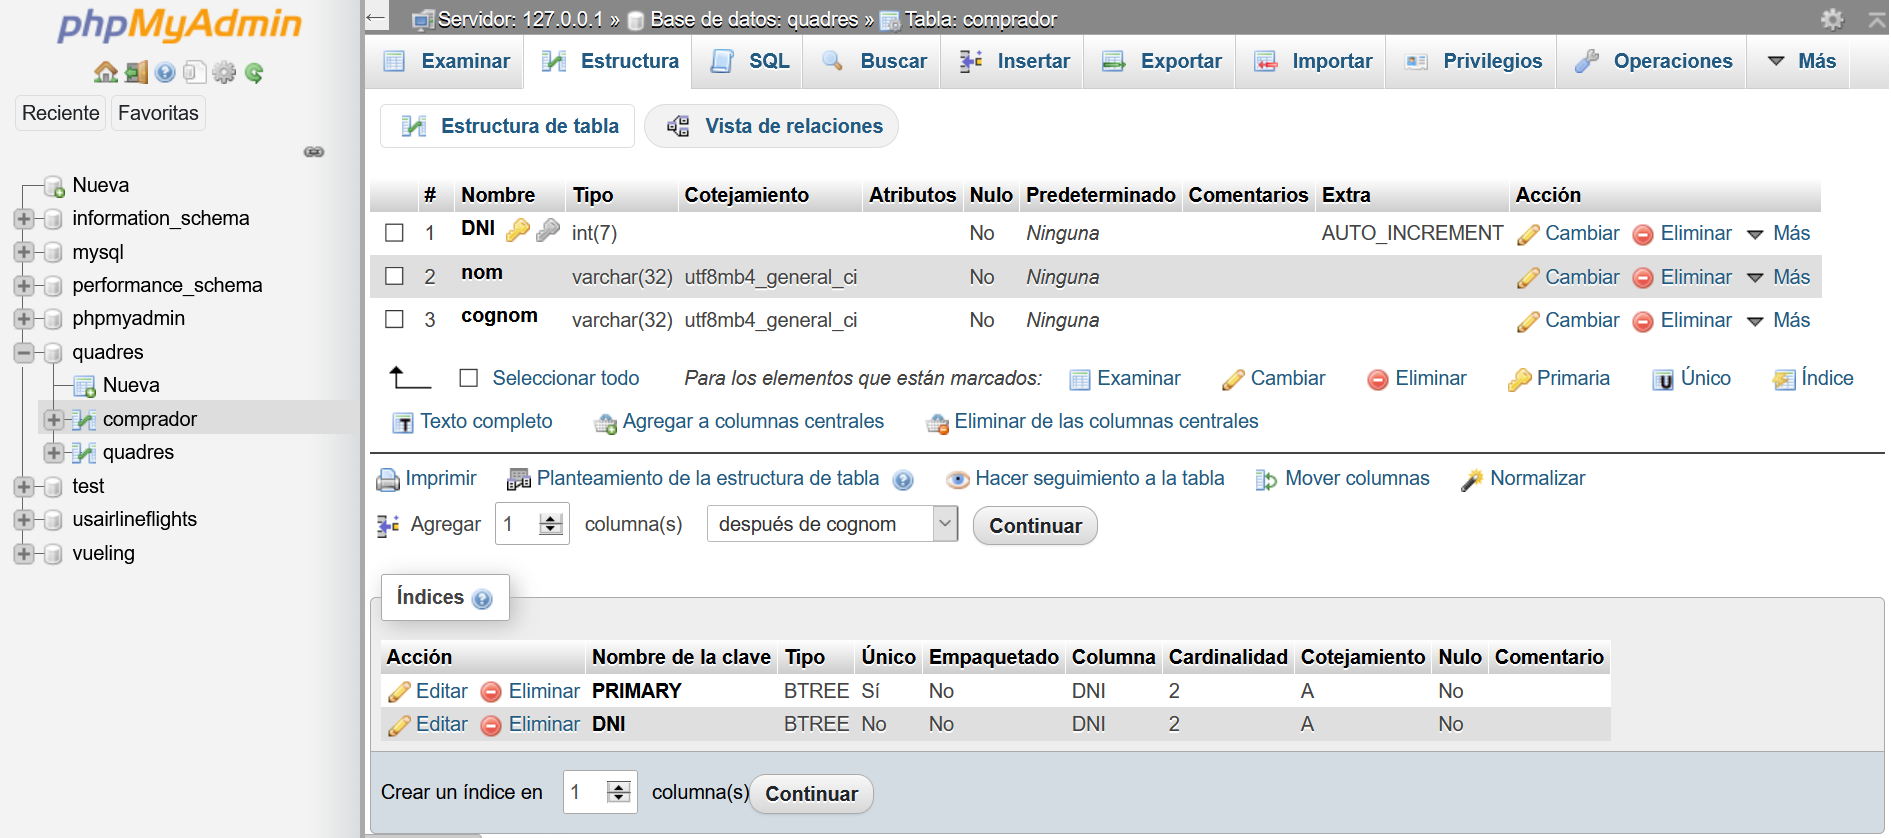 phpMyAdmin
Reciente Favoritas
Nueva
information_schema
mysql
performance_schema
phpmyadmin
quadres
Nueva
comprador
quadres
test
usairlineflights
vueling
Servidor: 127.0.0.1 » Base de datos: quadres » Tabla: comprador
Examinar Estructura SQL Buscar Insertar Exportar Importar Privilegios Operaciones Más
Estructura de tabla Vista de relaciones
# Nombre Tipo Cotejamiento Atributos Nulo Predeterminado Comentarios Extra Acción
1 DNI int(7) No Ninguna AUTO_INCREMENT Cambiar Eliminar Más
2 nom varchar(32) utf8mb4_general_ci No Ninguna Cambiar Eliminar Más
3 cognom varchar(32) utf8mb4_general_ci No Ninguna Cambiar Eliminar Más
Seleccionar todo Para los elementos que están marcados: Examinar Cambiar Eliminar Primaria Único Índice
Texto completo Agregar a columnas centrales Eliminar de las columnas centrales
Imprimir Planteamiento de la estructura de tabla Hacer seguimiento a la tabla Mover columnas Normalizar
Agregar 1 columna(s) después de cognom Continuar
Índices
Acción Nombre de la clave Tipo Único Empaquetado Columna Cardinalidad Cotejamiento Nulo Comentario
Editar Eliminar PRIMARY BTREE Sí No DNI 2 A No
Editar Eliminar DNI BTREE No No DNI 2 A No
Crear un índice en 1 columna(s) Continuar